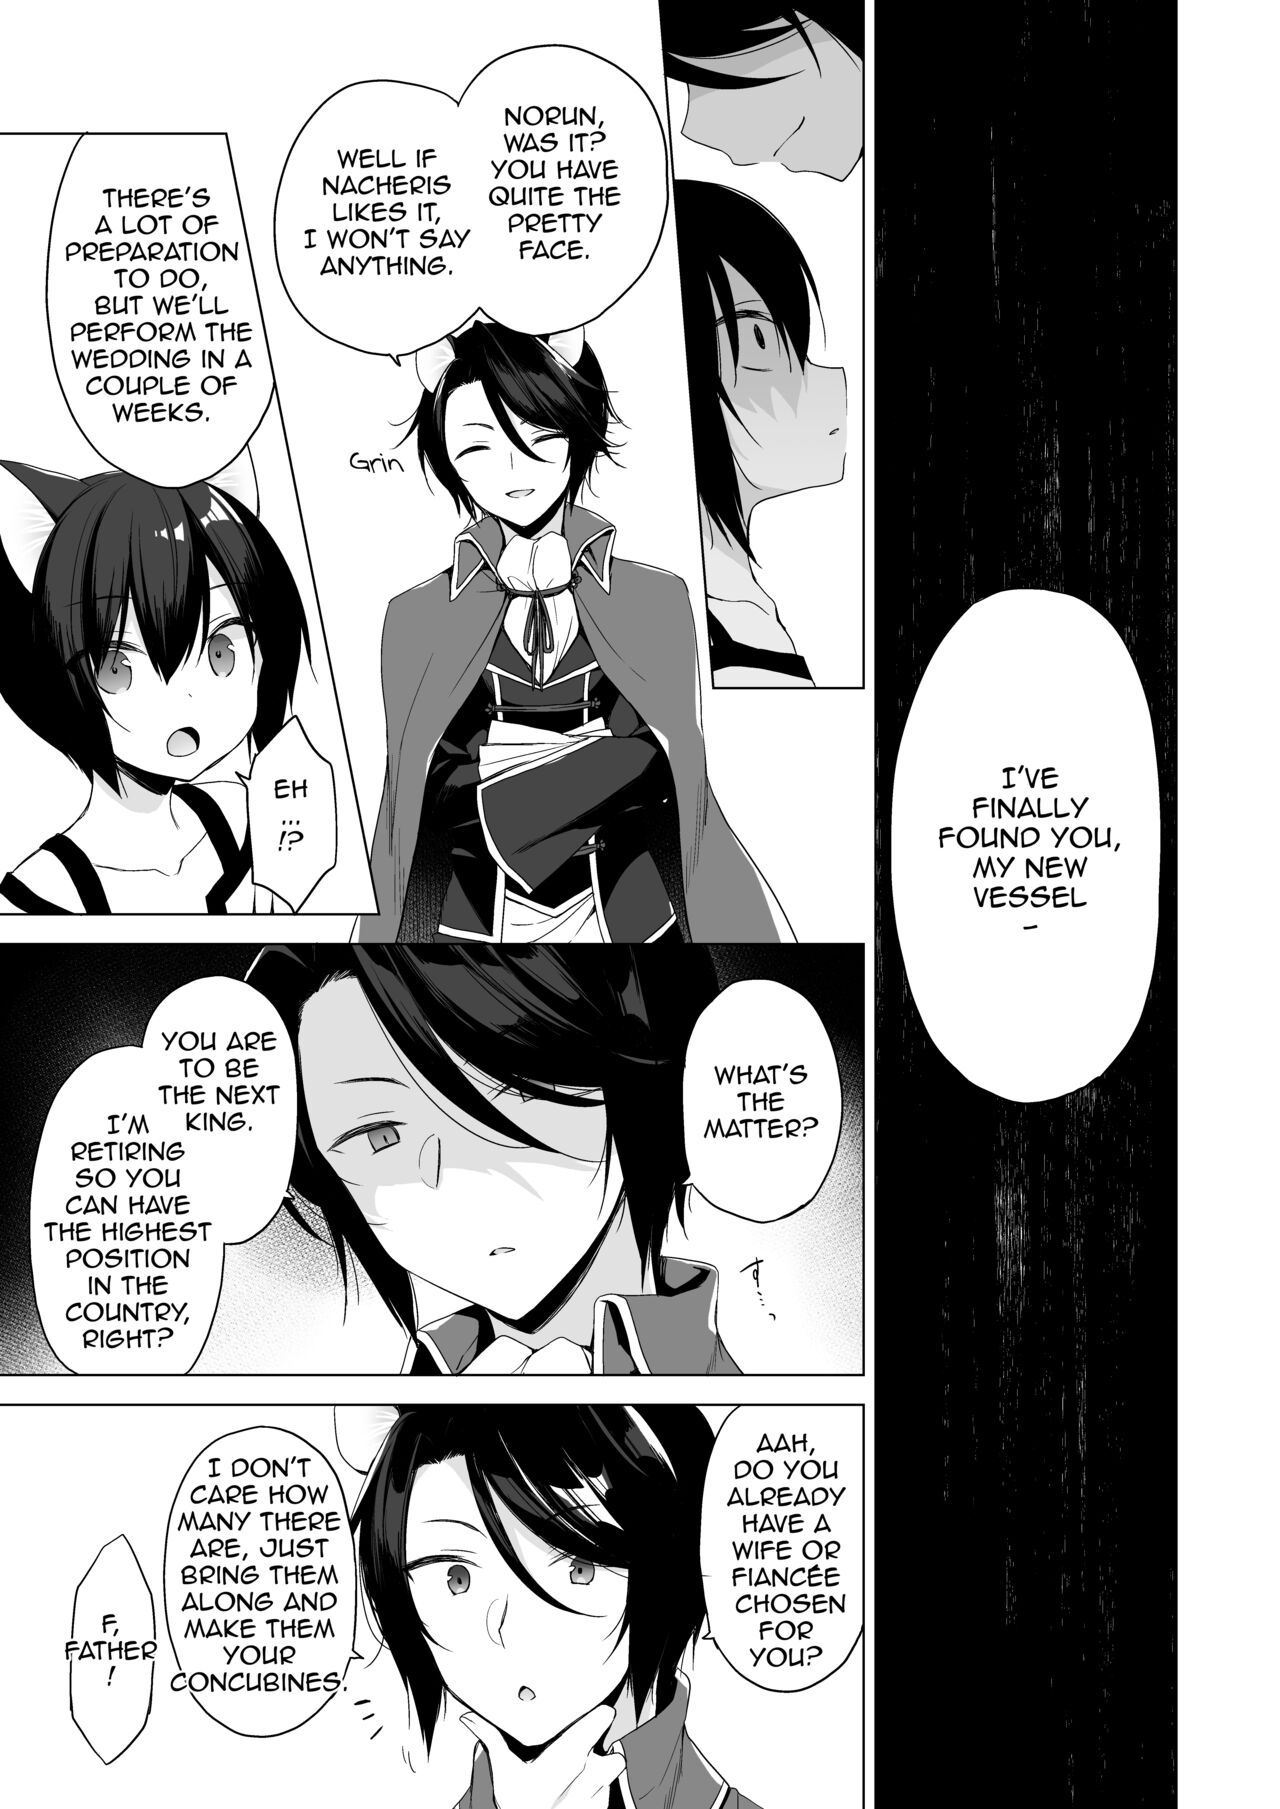 I'VE
FINALLY
FOUND YOU,
MY NEW
VESSEL
-
NORUN,
WAS IT?
YOU HAVE
QUITE THE
PRETTY
FACE.
WELL IF
NACHERIS
LIKES IT,
I WON'T SAY
ANYTHING.
Grin
THERE'S
A LOT OF
PREPARATION
TO DO,
BUT WE'LL
PERFORM THE
WEDDING IN A
COUPLE OF
WEEKS.
EH
...
!?
WHAT'S
THE
MATTER?
す…っ
YOU ARE
TO BE
THE NEXT
KING.
I'M
RETIRING
SO YOU
CAN HAVE
THE HIGHEST
POSITION
IN THE
COUNTRY,
RIGHT?
AAH,
DO YOU
ALREADY
HAVE A
WIFE OR
FIANCÉE
CHOSEN
FOR
YOU?
I DON'T
CARE HOW
MANY THERE
ARE, JUST
BRING THEM
ALONG AND
MAKE THEM
YOUR
CONCUBINES.
F,
FATHER
!